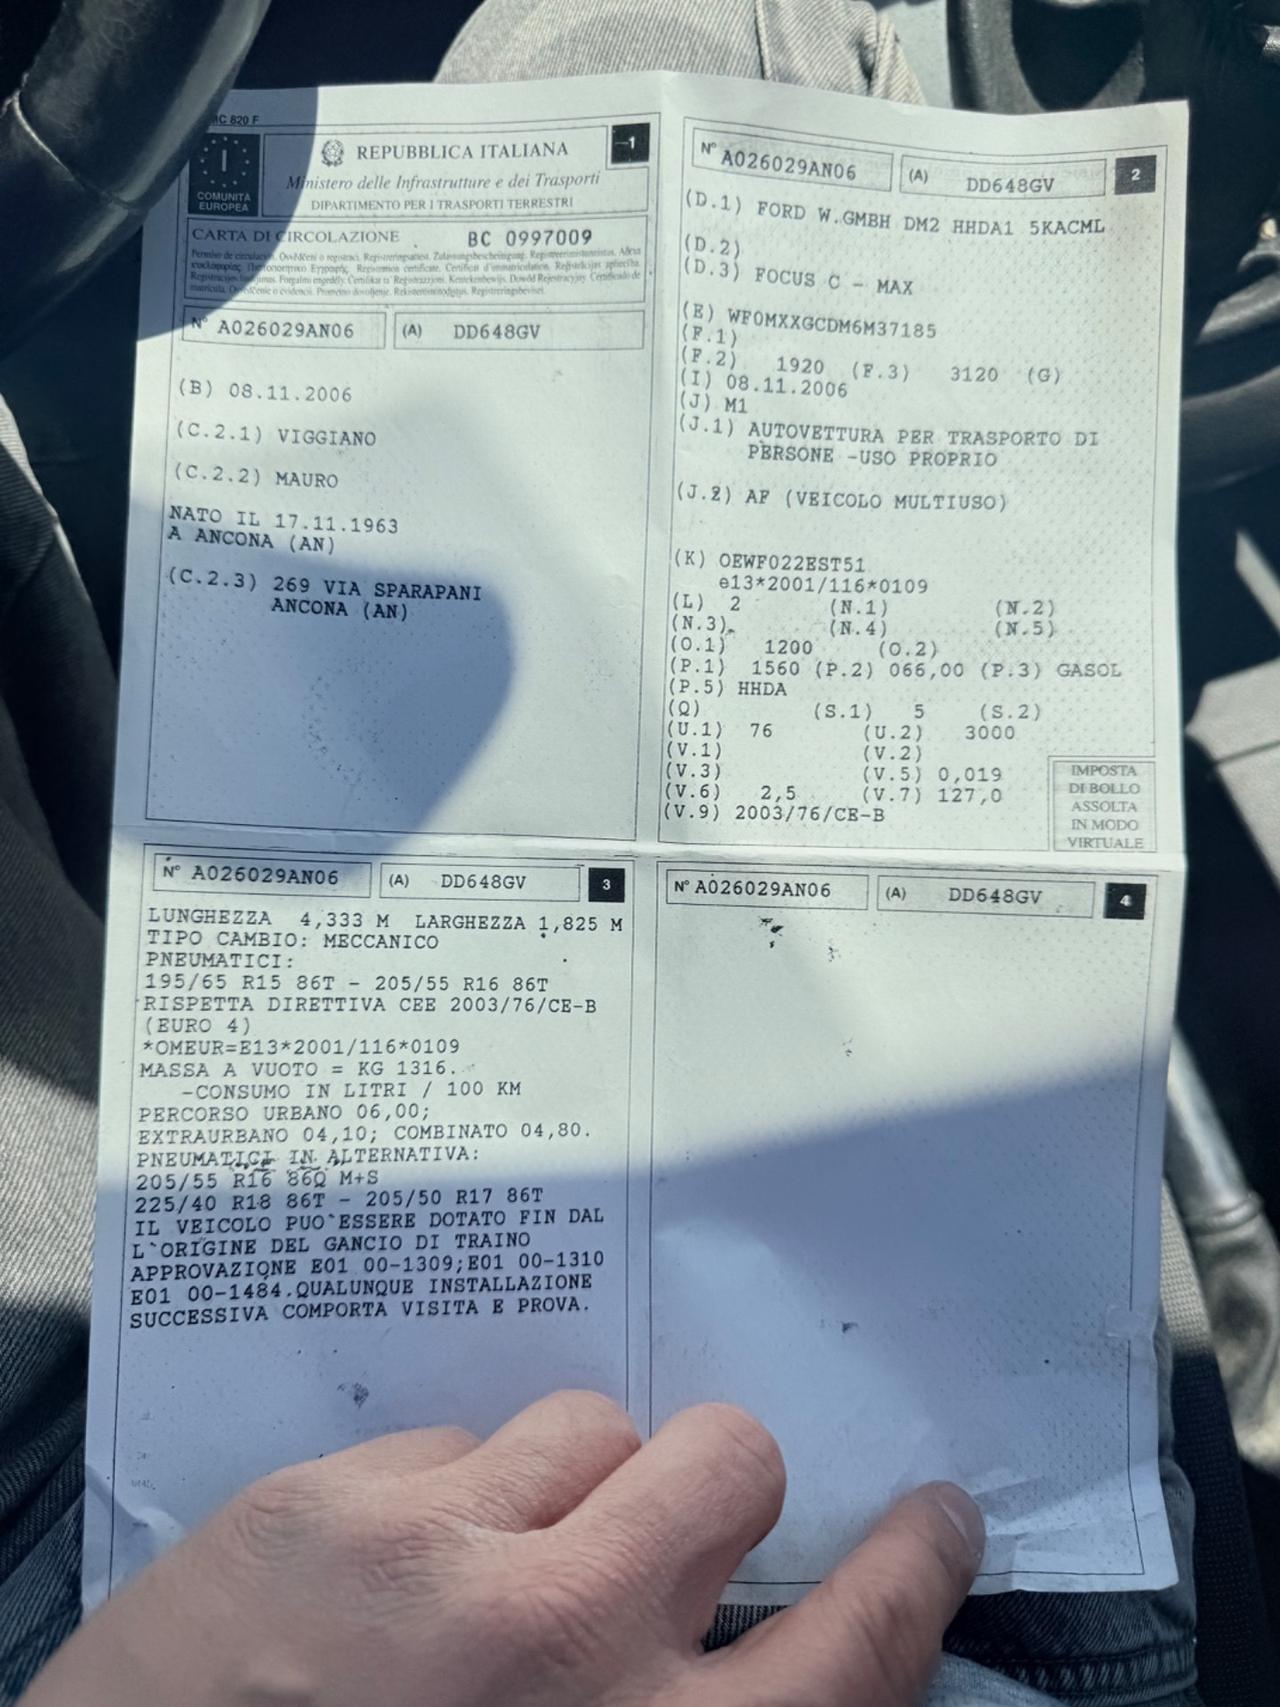 MC 820 F
I
COMUNITÀ
EUROPEA
REPUBBLICA ITALIANA
Ministero delle Infrastrutture e dei Trasporti
DIPARTIMENTO PER I TRASPORTI TERRESTRI
1
CARTA DI CIRCOLAZIONE BC 0997009
N° A026029AN06 (A) DD648GV
(B) 08.11.2006
(C.2.1) VIGGIANO
(C.2.2) MAURO
NATO IL 17.11.1963
A ANCONA (AN)
(C.2.3) 269 VIA SPARAPANI
ANCONA (AN)
N° A026029AN06 (A) DD648GV 2
(D.1) FORD W.GMBH DM2 HHDA1 5KACML
(D.2)
(D.3) FOCUS C - MAX
(E) WF0MXXGCDM6M37185
(F.1)
(F.2) 1920 (F.3) 3120 (G)
(I) 08.11.2006
(J) M1
(J.1) AUTOVETTURA PER TRASPORTO DI
PERSONE -USO PROPRIO
(J.2) AF (VEICOLO MULTIUSO)
(K) OEWF022EST51
e13*2001/116*0109
(L) 2 (N.1) (N.2)
(N.3) (N.4) (N.5)
(O.1) 1200 (O.2)
(P.1) 1560 (P.2) 066,00 (P.3) GASOL
(P.5) HHDA
(Q) (S.1) 5 (S.2)
(U.1) 76 (U.2) 3000
(V.1) (V.2)
(V.3) (V.5) 0,019
(V.6) 2,5 (V.7) 127,0
(V.9) 2003/76/CE-B
IMPOSTA
DI BOLLO
ASSOLTA
IN MODO
VIRTUALE
N° A026029AN06 (A) DD648GV 3
LUNGHEZZA 4,333 M LARGHEZZA 1,825 M
TIPO CAMBIO: MECCANICO
PNEUMATICI:
195/65 R15 86T - 205/55 R16 86T
RISPETTA DIRETTIVA CEE 2003/76/CE-B
(EURO 4)
*OMEUR=E13*2001/116*0109
MASSA A VUOTO = KG 1316.
-CONSUMO IN LITRI / 100 KM
PERCORSO URBANO 06,00;
EXTRAURBANO 04,10; COMBINATO 04,80.
PNEUMATICI IN ALTERNATIVA:
205/55 R16 86Q M+S
225/40 R18 86T - 205/50 R17 86T
IL VEICOLO PUO`ESSERE DOTATO FIN DAL
L`ORIGINE DEL GANCIO DI TRAINO
APPROVAZIONE E01 00-1309;E01 00-1310
E01 00-1484.QUALUNQUE INSTALLAZIONE
SUCCESSIVA COMPORTA VISITA E PROVA.
N° A026029AN06 (A) DD648GV 4